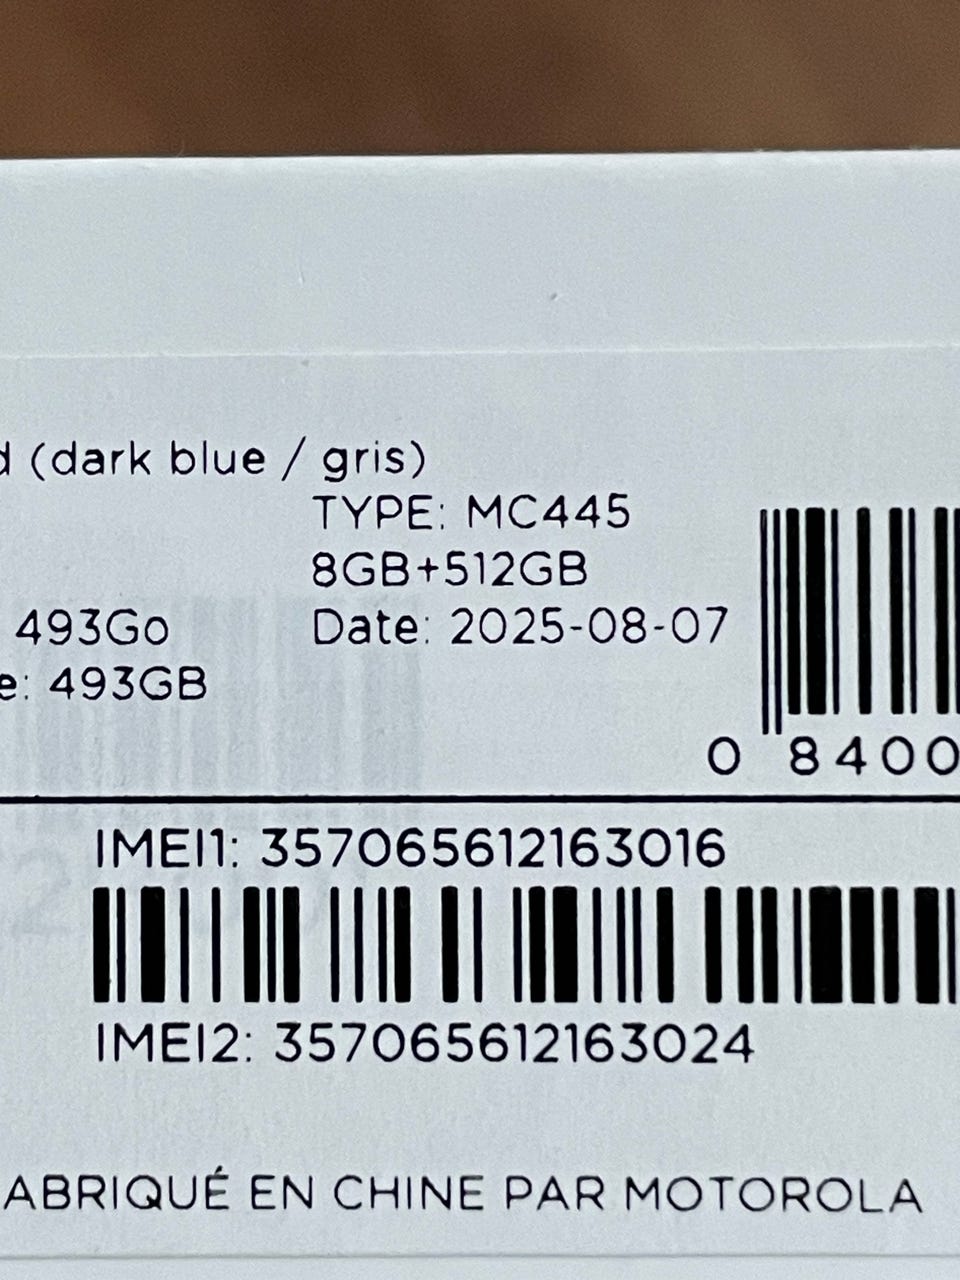 d (dark blue / gris)
TYPE: MC445
8GB+512GB
493Go
Date: 2025-08-07
e: 493GB
0 8400
IMEI1: 357065612163016
IMEI2: 357065612163024
ABRIQUÉ EN CHINE PAR MOTOROLA